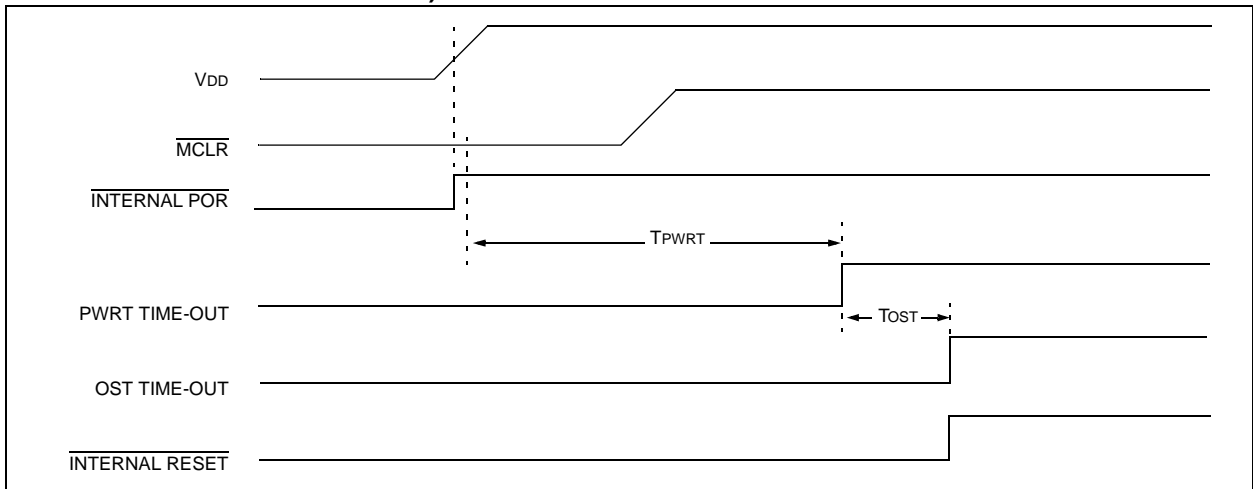 VDD
MCLR
INTERNAL POR
TPWRT
PWRT TIME-OUT
TOST
OST TIME-OUT
INTERNAL RESET